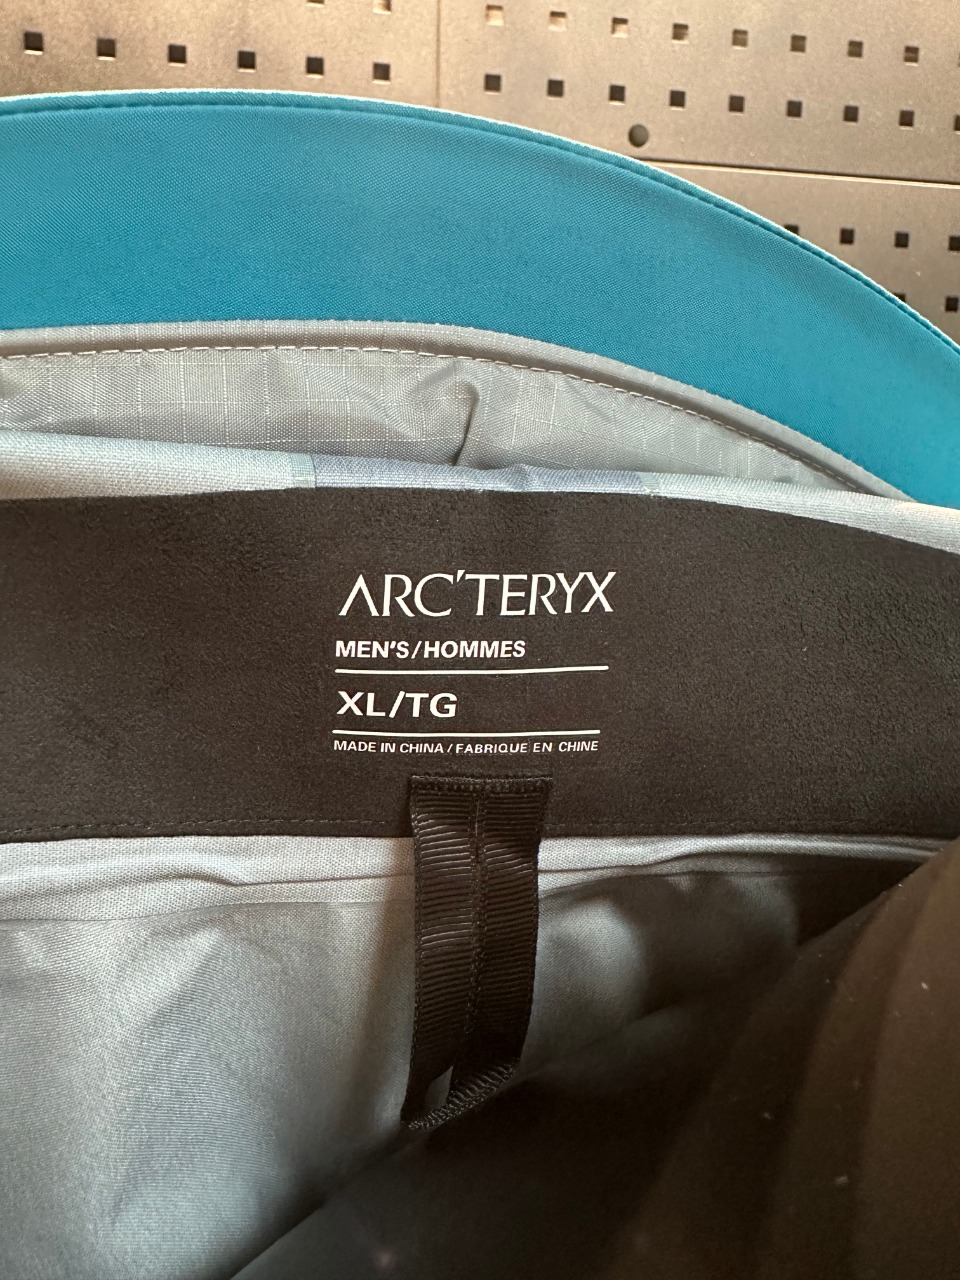 ARC'TERYX
MEN'S/HOMMES
XL/TG
MADE IN CHINA / FABRIQUE EN CHINE